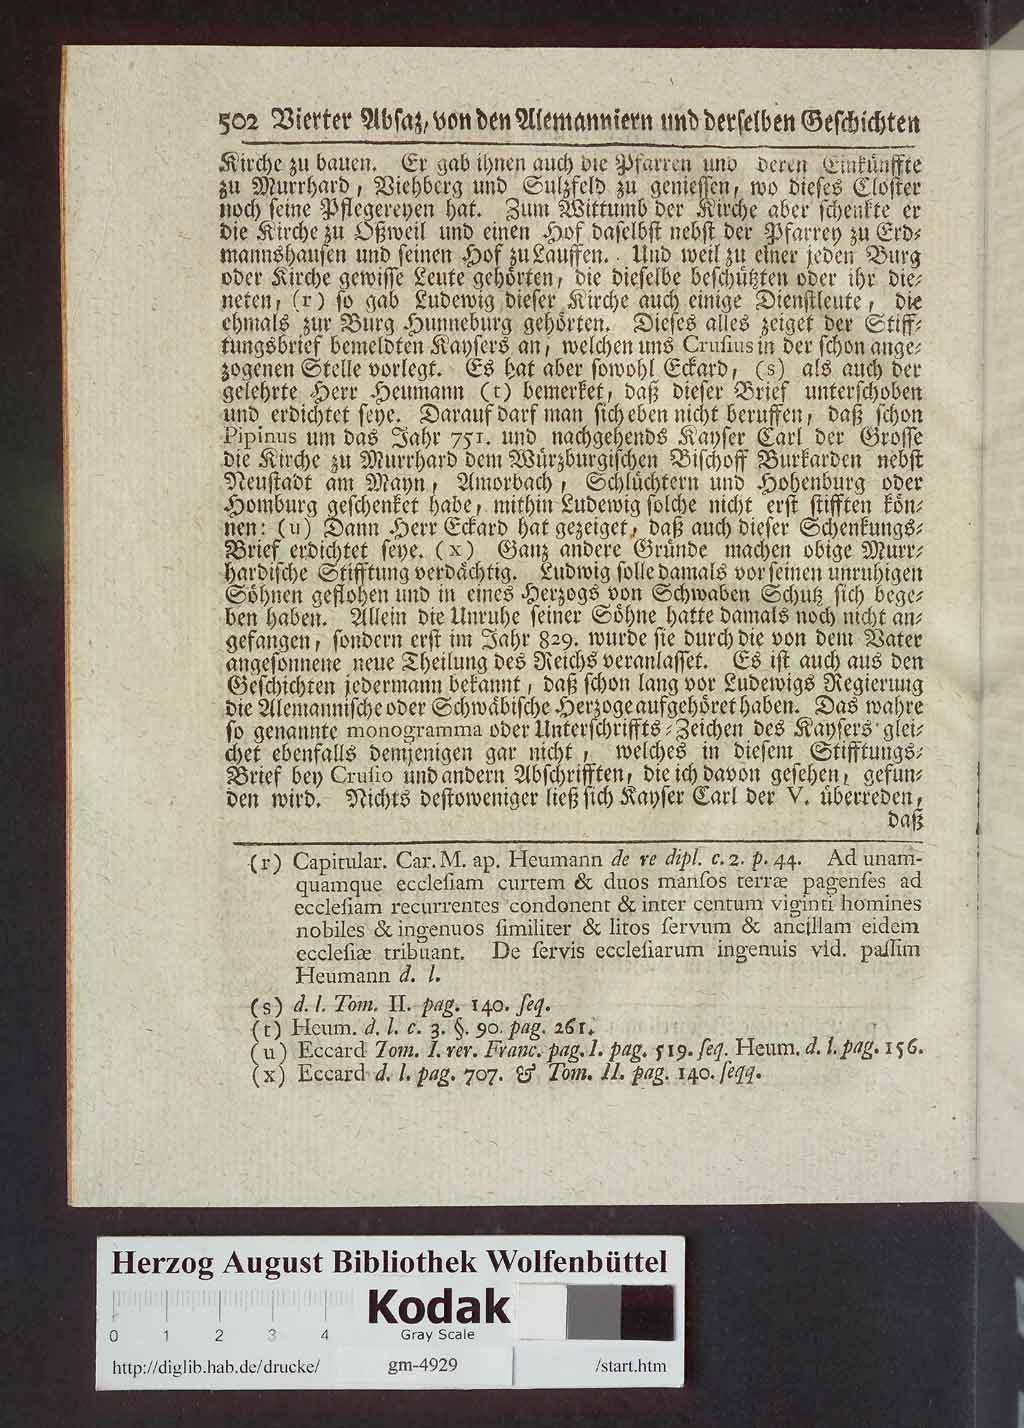 502 Vierter Absaz, von den Alemanniern und derselben Geschichten
Kirche zu bauen. Er gab ihnen auch die Pfarren und deren Einkünffte
zu Murrhard, Viehberg und Sulzfeld zu geniessen, wo dieses Closter
noch seine Pflegereyen hat. Zum Wittumb der Kirche aber schenkte er
die Kirche zu Oßweil und einen Hof daselbst nebst der Pfarrey zu Erd-
mannshausen und seinen Hof zu Lauffen. Und weil zu einer jeden Burg
oder Kirche gewisse Leute gehörten, die dieselbe beschützten oder ihr die-
neten, (r) so gab Ludewig dieser Kirche auch einige Dienstleute, die
ehmals zur Burg Hunneburg gehörten. Dieses alles zeiget der Stiff-
tungsbrief bemeldten Kaysers an, welchen uns Crusius in der schon ange-
zogenen Stelle vorlegt. Es hat aber sowohl Eckard, (s) als auch der
gelehrte Herr Heumann (t) bemerket, daß dieser Brief unterschoben
und erdichtet seye. Darauf darf man sich eben nicht beruffen, daß schon
Pipinus um das Jahr 751. und nachgehends Kayser Carl der Grosse
die Kirche zu Murrhard dem Würzburgischen Bischoff Burkarden nebst
Neustadt am Mayn, Amorbach, Schlüchtern und Hohenburg oder
Homburg geschenket habe, mithin Ludewig solche nicht erst stifften kön-
nen: (u) Dann Herr Eckard hat gezeiget, daß auch dieser Schenkungs-
Brief erdichtet seye. (x) Ganz andere Gründe machen obige Murr-
hardische Stifftung verdächtig. Ludwig solle damals vor seinen unruhigen
Söhnen geflohen und in eines Herzogs von Schwaben Schutz sich bege-
ben haben. Allein die Unruhe seiner Söhne hatte damals noch nicht an-
gefangen, sondern erst im Jahr 829. wurde sie durch die von dem Vater
angesonnene neue Theilung des Reichs veranlasset. Es ist auch aus den
Geschichten jedermann bekannt, daß schon lang vor Ludewigs Regierung
die Alemannische oder Schwäbische Herzoge aufgehöret haben. Das wahre
so genannte monogramma oder Unterschriffts-Zeichen des Kaysers glei-
chet ebenfalls demjenigen gar nicht, welches in diesem Stifftungs-
Brief bey Crusio und andern Abschrifften, die ich davon gesehen, gefun-
den wird. Nichts destoweniger ließ sich Kayser Carl der V. überreden,
daß
(r) Capitular. Car. M. ap. Heumann de re dipl. c. 2. p. 44. Ad unam-
quamque ecclesiam curtem & duos mansos terræ pagenses ad
ecclesiam recurrentes condonent & inter centum viginti homines
nobiles & ingenuos similiter & litos servum & ancillam eidem
ecclesiæ tribuant. De servis ecclesiarum ingenuis vid. passim
Heumann d. l.
(s) d. l. Tom. II. pag. 140. seq.
(t) Heum. d. l. c. 3. §. 90. pag. 261.
(u) Eccard Tom. I. rer. Franc. pag. l. pag. 519. seq. Heum. d. l. pag. 156.
(x) Eccard d. l. pag. 707. & Tom. II. pag. 140. seqq.
Herzog August Bibliothek Wolfenbüttel
Kodak
0 1 2 3 4 Gray Scale
http://diglib.hab.de/drucke/ gm-4929 /start.htm